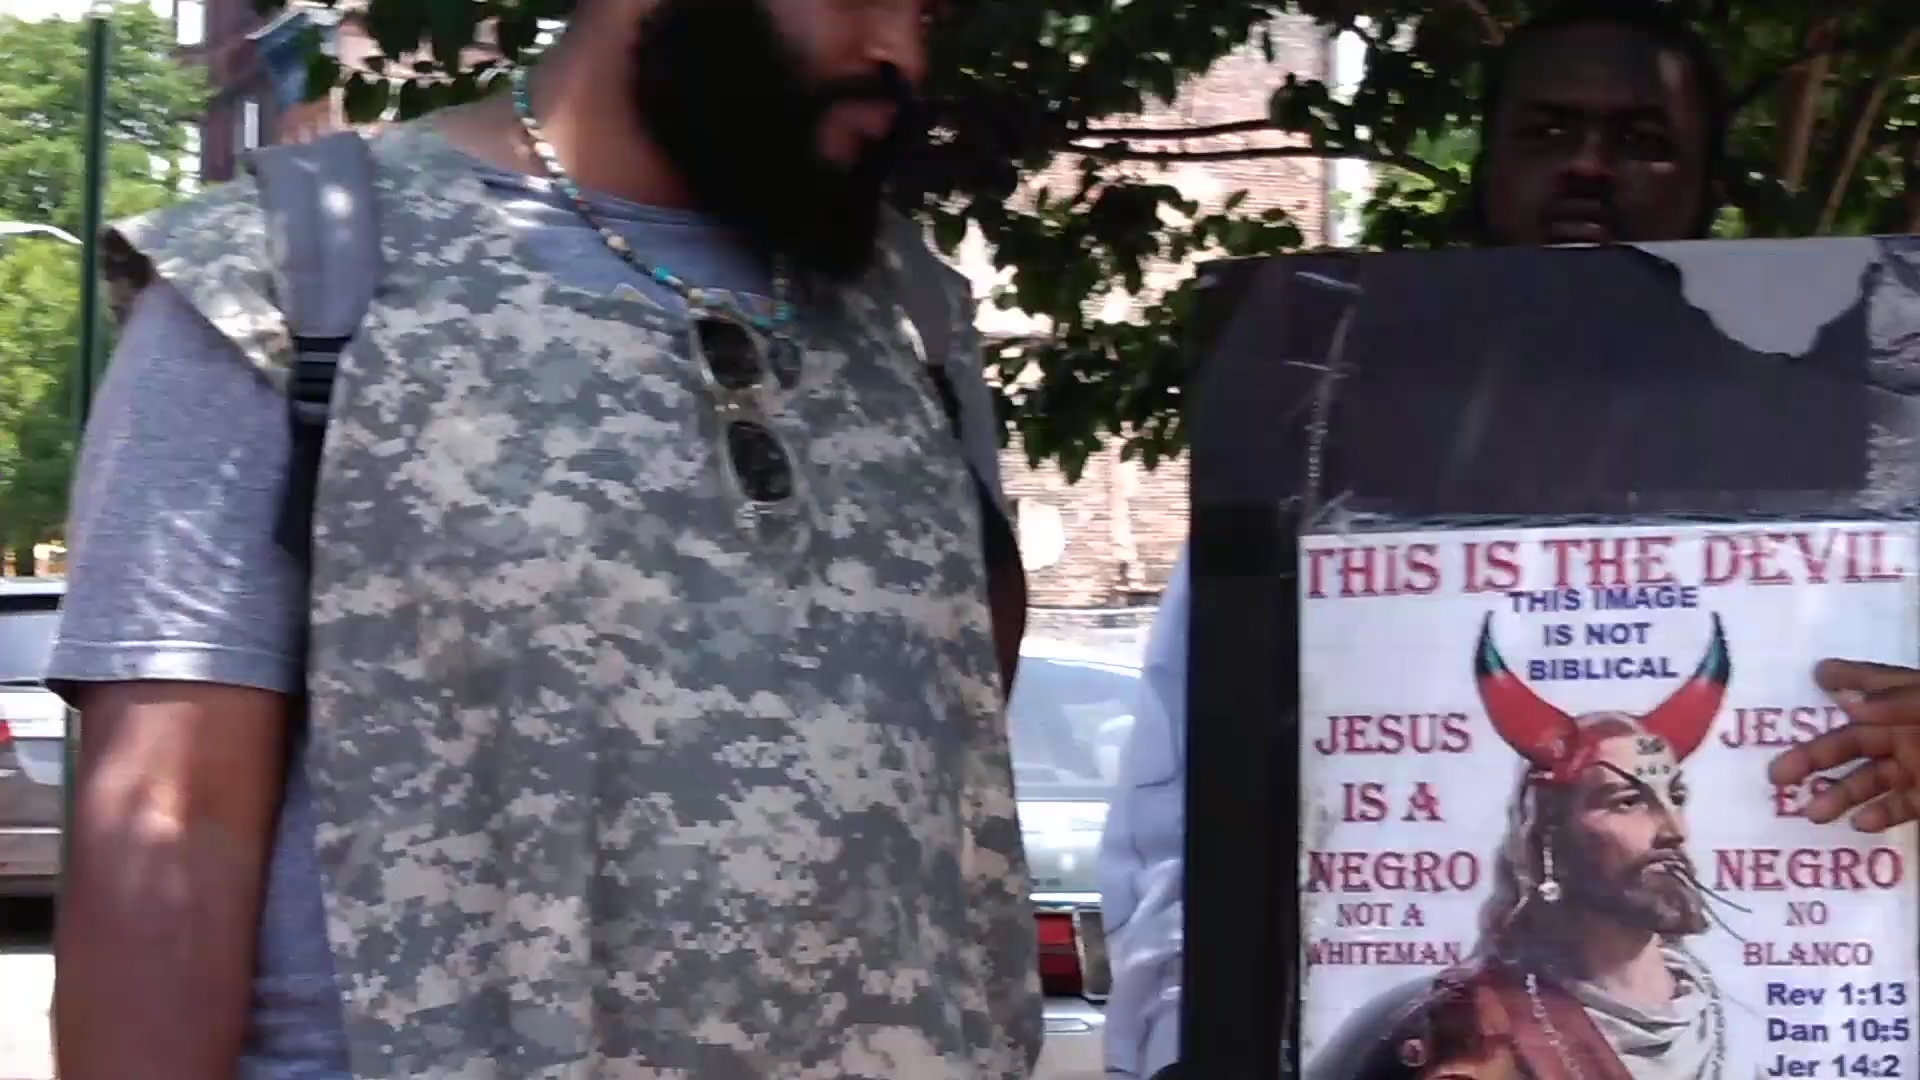 THIS IS THE DEVIL
THIS IMAGE
IS NOT
BIBLICAL
JESUS
IS A
NEGRO
NOT A
WHITEMAN
ES
NEGRO
NO
BLANCO
Rev 1:13
Dan 10:5
Jer 14:2